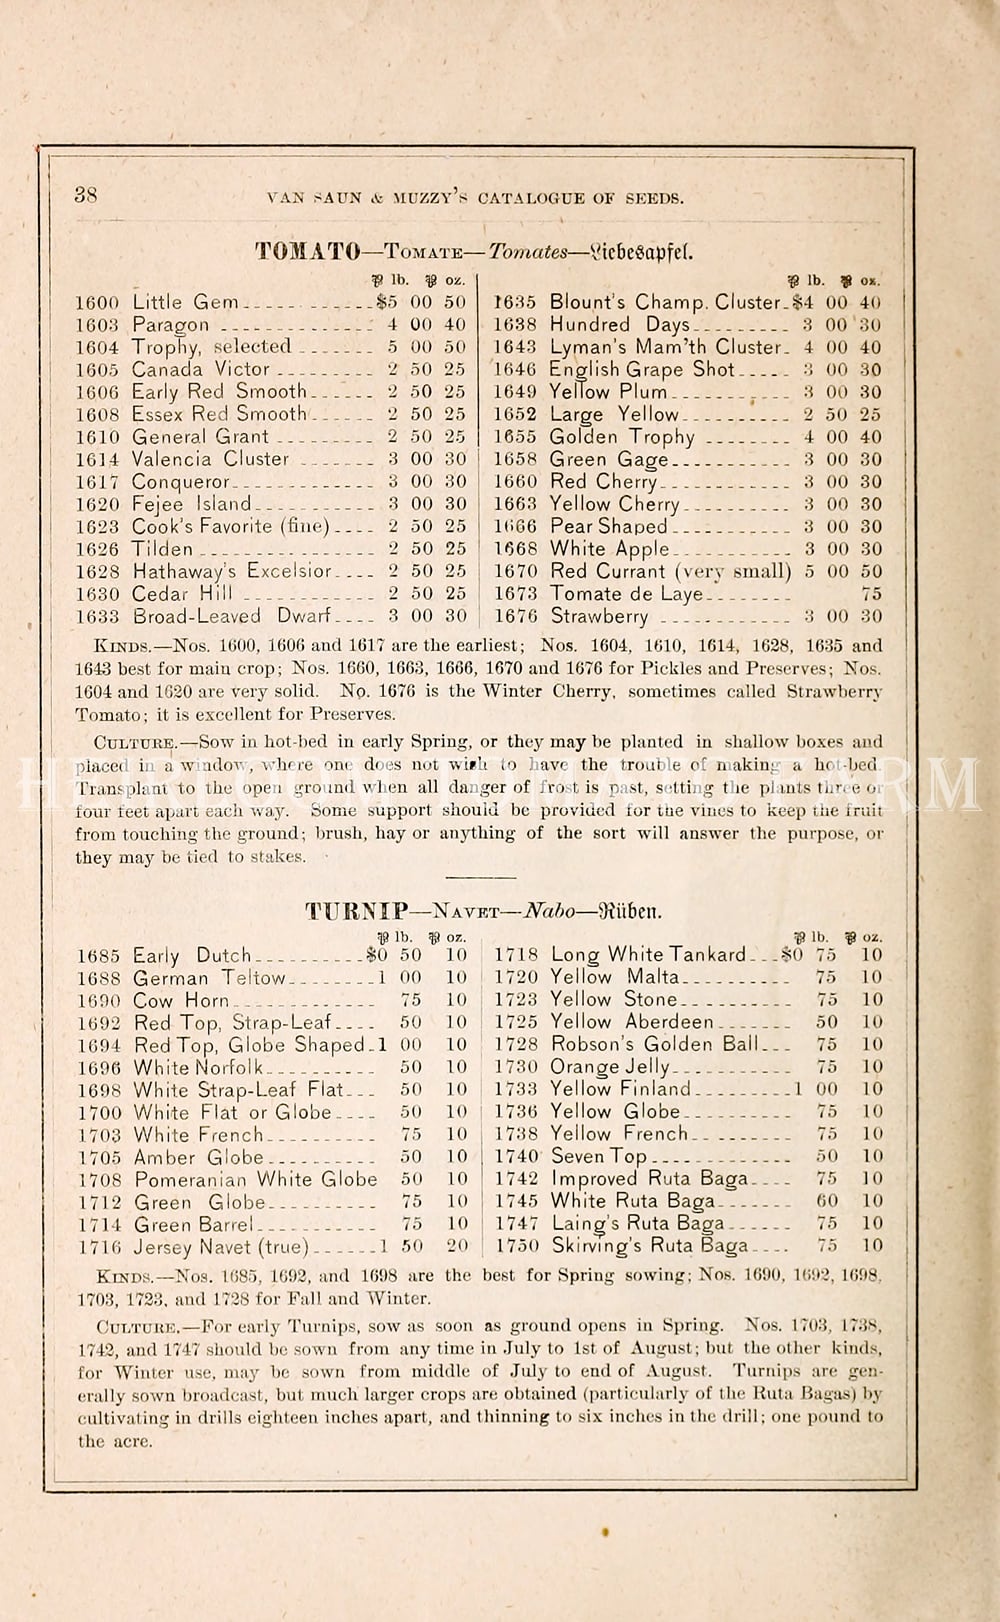 38 VAN SAUN & MUZZY'S CATALOGUE OF SEEDS.
TOMATO—TOMATE—Tomates—Liebesapfel.
℔ lb. ℔ oz.
1600 Little Gem $5 00 50
1603 Paragon 4 00 40
1604 Trophy, selected 5 00 50
1605 Canada Victor 2 50 25
1606 Early Red Smooth 2 50 25
1608 Essex Red Smooth 2 50 25
1610 General Grant 2 50 25
1614 Valencia Cluster 3 00 30
1617 Conqueror 3 00 30
1620 Fejee Island 3 00 30
1623 Cook's Favorite (fine) 2 50 25
1626 Tilden 2 50 25
1628 Hathaway's Excelsior 2 50 25
1630 Cedar Hill 2 50 25
1633 Broad-Leaved Dwarf 3 00 30
⅌ lb. ⅌ oz.
1635 Blount's Champ. Cluster $4 00 40
1638 Hundred Days 3 00 30
1643 Lyman's Mam'th Cluster 4 00 40
1646 English Grape Shot 3 00 30
1649 Yellow Plum 3 00 30
1652 Large Yellow 2 50 25
1655 Golden Trophy 4 00 40
1658 Green Gage 3 00 30
1660 Red Cherry 3 00 30
1663 Yellow Cherry 3 00 30
1666 Pear Shaped 3 00 30
1668 White Apple 3 00 30
1670 Red Currant (very small) 5 00 50
1673 Tomate de Laye 75
1676 Strawberry 3 00 30
KINDS.—Nos. 1600, 1606 and 1617 are the earliest; Nos. 1604, 1610, 1614, 1628, 1635 and
1643 best for main crop; Nos. 1660, 1663, 1666, 1670 and 1676 for Pickles and Preserves; Nos.
1604 and 1620 are very solid. No. 1676 is the Winter Cherry, sometimes called Strawberry
Tomato; it is excellent for Preserves.
CULTURE.—Sow in hot-bed in early Spring, or they may be planted in shallow boxes and
placed in a window, where one does not wish to have the trouble of making a hot-bed.
Transplant to the open ground when all danger of frost is past, setting the plants three or
four feet apart each way. Some support should be provided for the vines to keep the fruit
from touching the ground; brush, hay or anything of the sort will answer the purpose, or
they may be tied to stakes.
TURNIP—NAVET—Nabo—Rüben.
⅌ lb. ⅌ oz.
1685 Early Dutch $0 50 10
1688 German Teltow 1 00 10
1690 Cow Horn 75 10
1692 Red Top, Strap-Leaf 50 10
1694 Red Top, Globe Shaped 1 00 10
1696 White Norfolk 50 10
1698 White Strap-Leaf Flat 50 10
1700 White Flat or Globe 50 10
1703 White French 75 10
1705 Amber Globe 50 10
1708 Pomeranian White Globe 50 10
1712 Green Globe 75 10
1714 Green Barrel 75 10
1716 Jersey Navet (true) 1 50 20
⅌ lb. ⅌ oz.
1718 Long White Tankard $0 75 10
1720 Yellow Malta 75 10
1723 Yellow Stone 75 10
1725 Yellow Aberdeen 50 10
1728 Robson's Golden Ball 75 10
1730 Orange Jelly 75 10
1733 Yellow Finland 1 00 10
1736 Yellow Globe 75 10
1738 Yellow French 75 10
1740 Seven Top 50 10
1742 Improved Ruta Baga 75 10
1745 White Ruta Baga 60 10
1747 Laing's Ruta Baga 75 10
1750 Skirving's Ruta Baga 75 10
KINDS.—Nos. 1685, 1692, and 1698 are the best for Spring sowing; Nos. 1690, 1692, 1698,
1703, 1723, and 1728 for Fall and Winter.
CULTURE.—For early Turnips, sow as soon as ground opens in Spring. Nos. 1703, 1738,
1742, and 1747 should be sown from any time in July to 1st of August; but the other kinds,
for Winter use, may be sown from middle of July to end of August. Turnips are gen-
erally sown broadcast, but much larger crops are obtained (particularly of the Ruta Bagas) by
cultivating in drills eighteen inches apart, and thinning to six inches in the drill; one pound to
the acre.